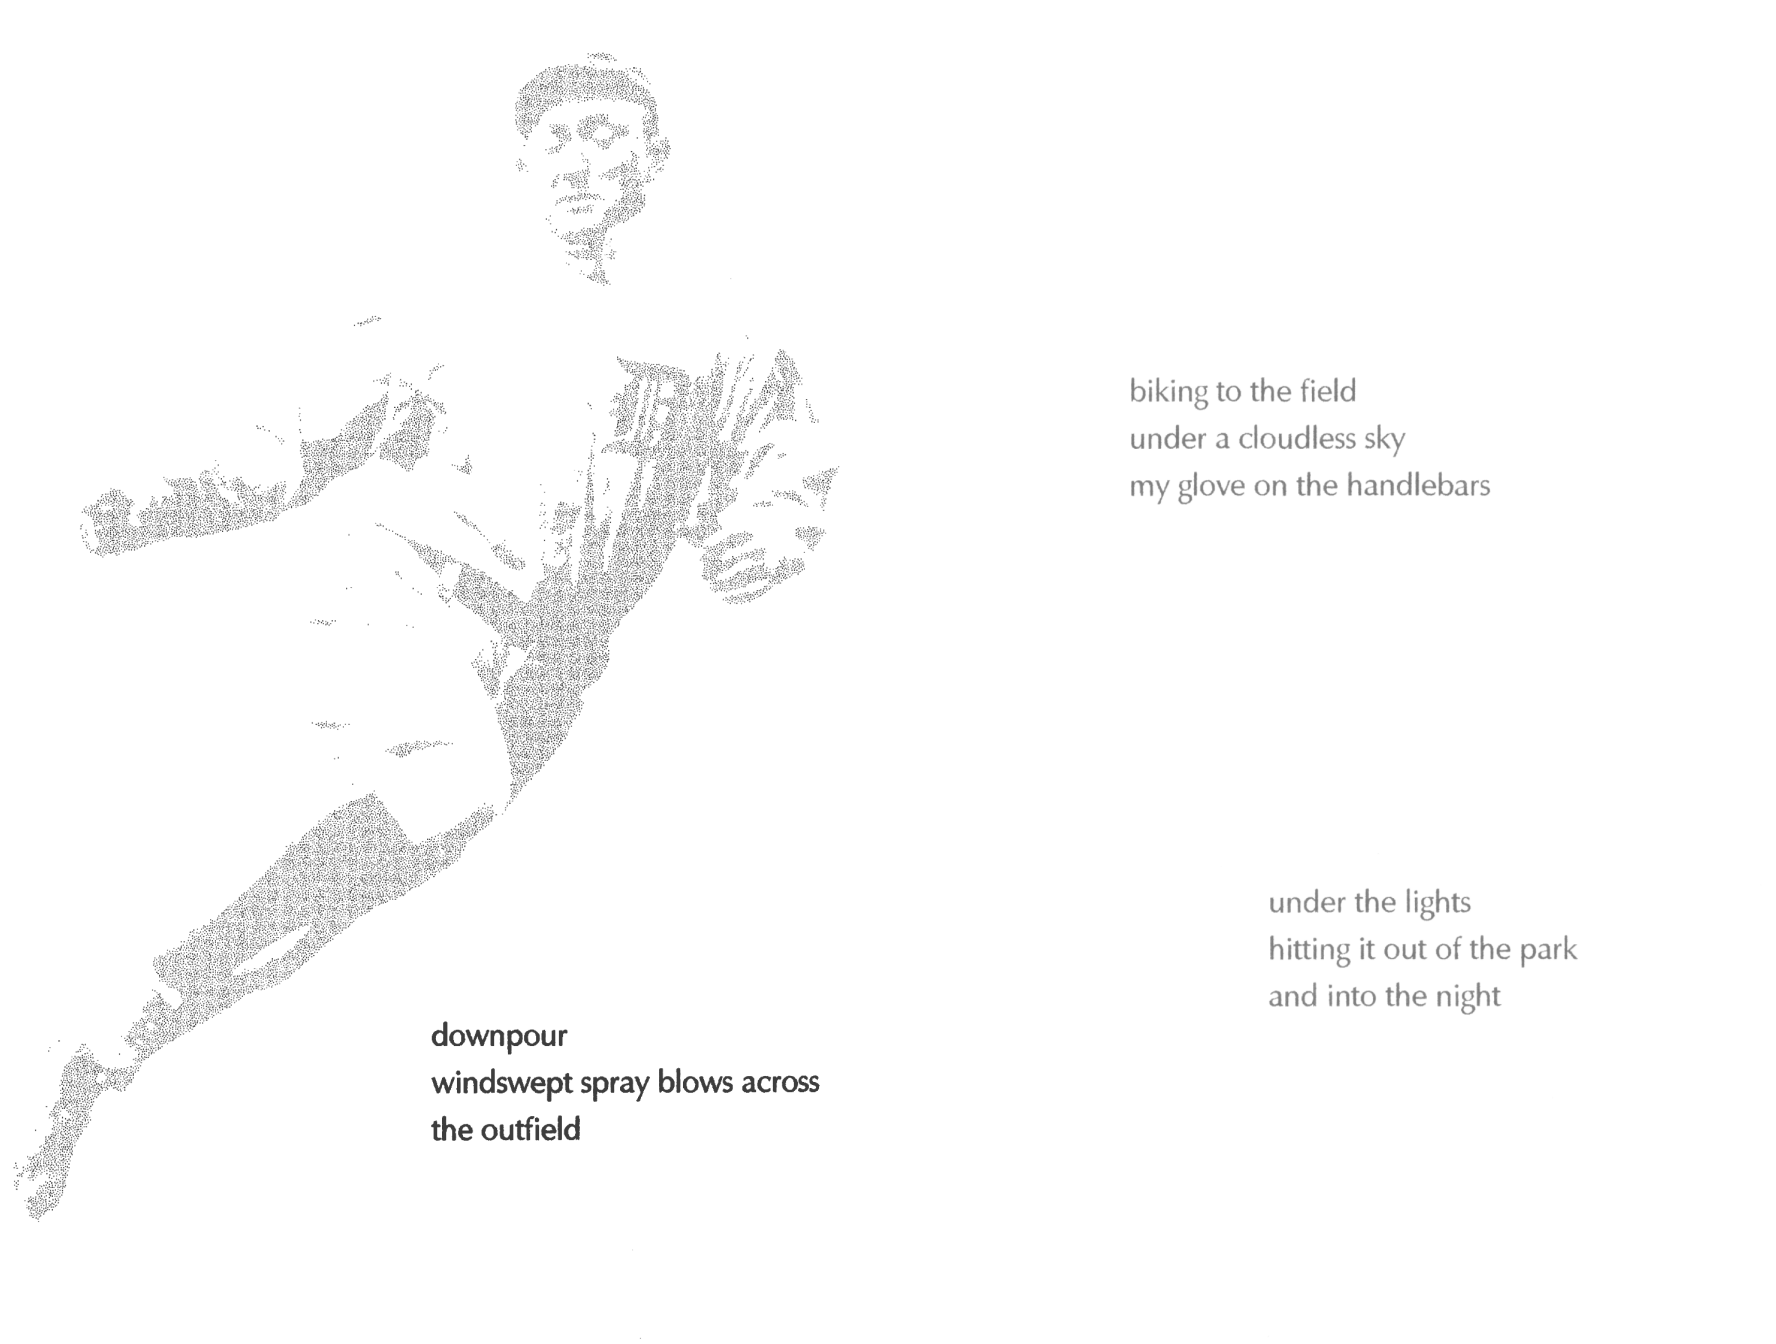 downpour
windswept spray blows across
the outfield
biking to the field
under a cloudless sky
my glove on the handlebars
under the lights
hitting it out of the park
and into the night